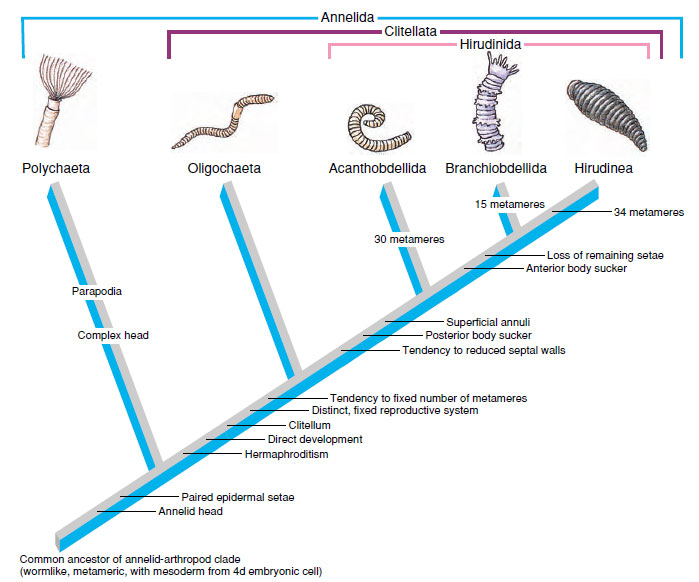 Annelida
Clitellata
Hirudinida
Polychaeta
Oligochaeta
Acanthobdellida
Branchiobdellida
Hirudinea
15 metameres
34 metameres
30 metameres
Loss of remaining setae
Anterior body sucker
Parapodia
Superficial annuli
Complex head
Posterior body sucker
Tendency to reduced septal walls
Tendency to fixed number of metameres
Distinct, fixed reproductive system
Clitellum
Direct development
Hermaphroditism
Paired epidermal setae
Annelid head
Common ancestor of annelid-arthropod clade
(wormlike, metameric, with mesoderm from 4d embryonic cell)